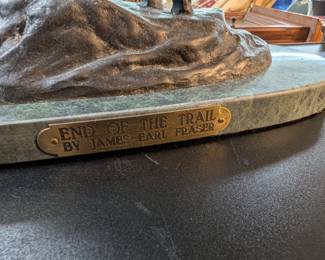 END OF THE TRAIL
BY JAMES EARL FRASER